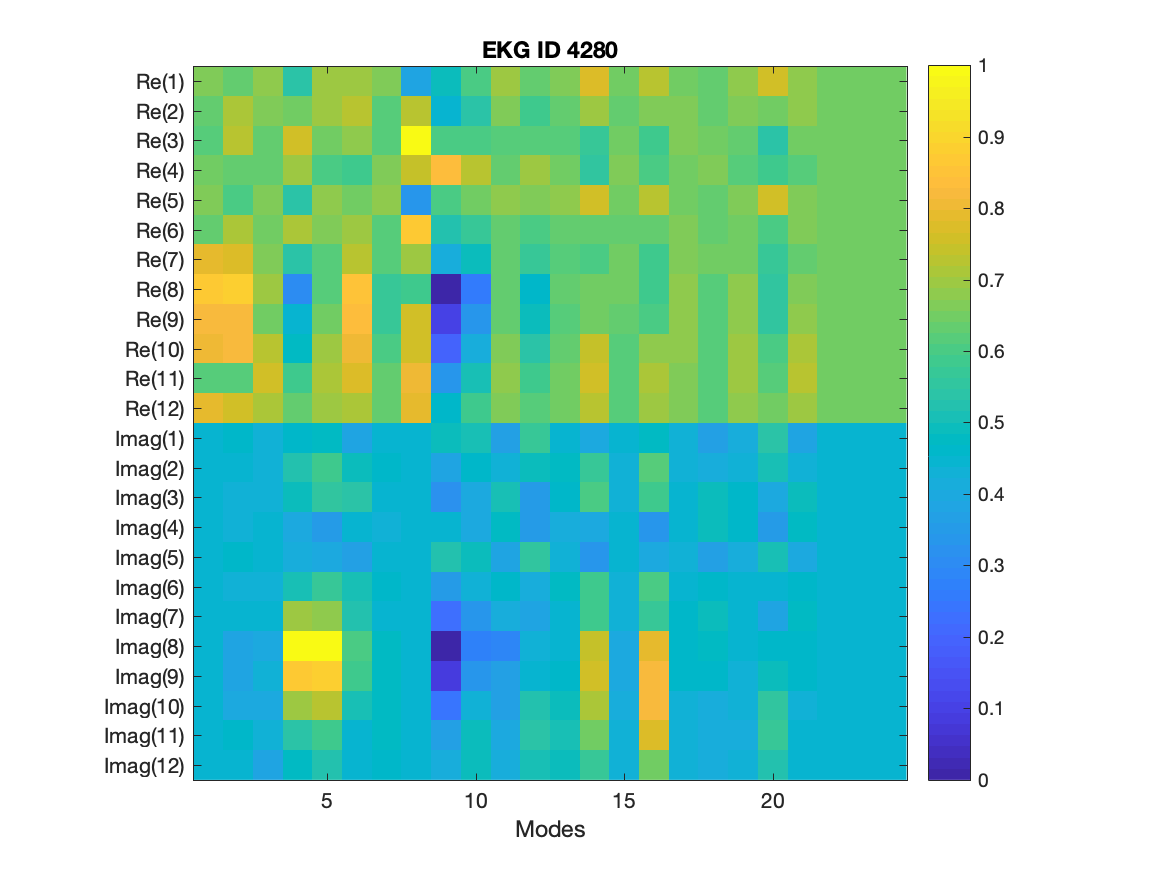 EKG ID 4280
Re(1)
Re(2)
Re(3)
Re(4)
Re(5)
Re(6)
Re(7)
Re(8)
Re(9)
Re(10)
Re(11)
Re(12)
Imag(1)
Imag(2)
Imag(3)
Imag(4)
Imag(5)
Imag(6)
Imag(7)
Imag(8)
Imag(9)
Imag(10)
Imag(11)
Imag(12)
5 10 15 20
Modes
1
0.9
0.8
0.7
0.6
0.5
0.4
0.3
0.2
0.1
0